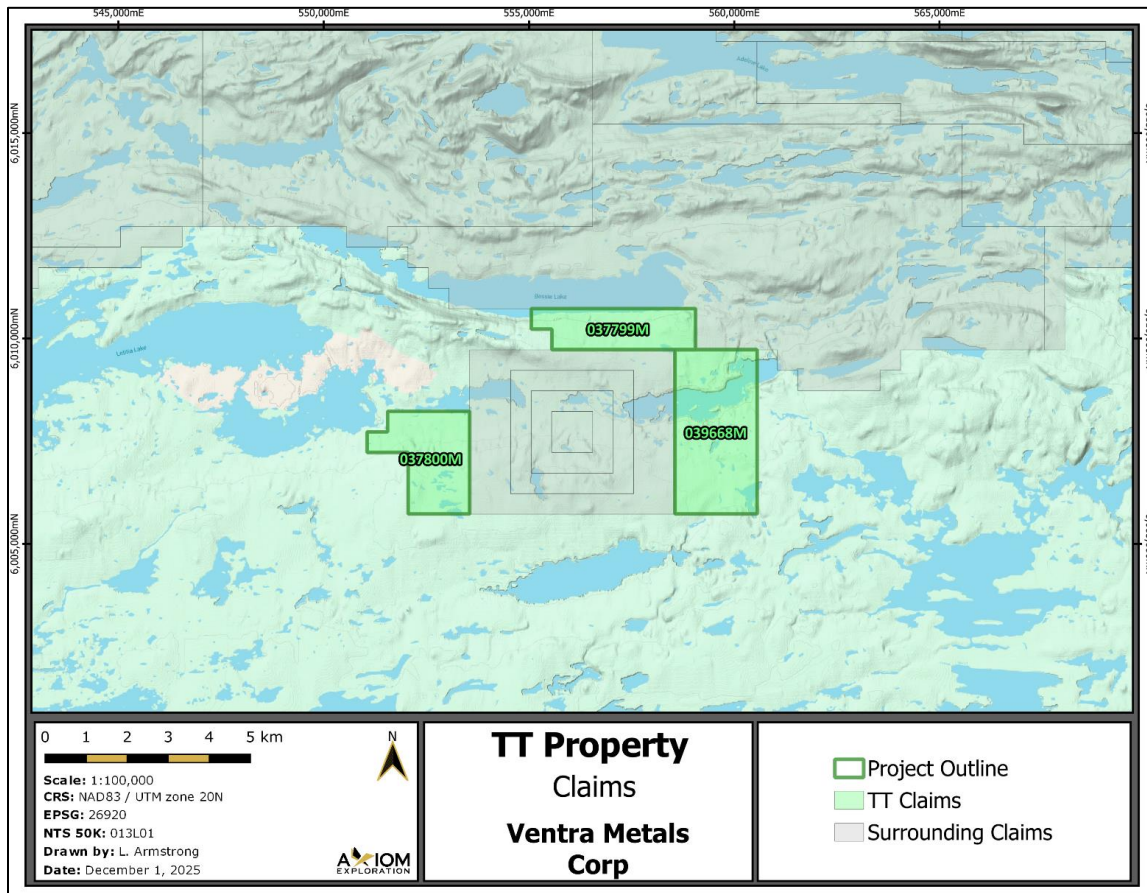 545,000mE 550,000mE 555,000mE 560,000mE 565,000mE
6,015,000mN
6,010,000mN
6,005,000mN
Letitia Lake
037799M
037800M
039668M
0 1 2 3 4 5 km
N
Scale: 1:100,000
CRS: NAD83 / UTM zone 20N
EPSG: 26920
NTS 50K: 013L01
Drawn by: L. Armstrong
Date: December 1, 2025
AXIOM
EXPLORATION
TT Property
Claims
Ventra Metals
Corp
Project Outline
TT Claims
Surrounding Claims